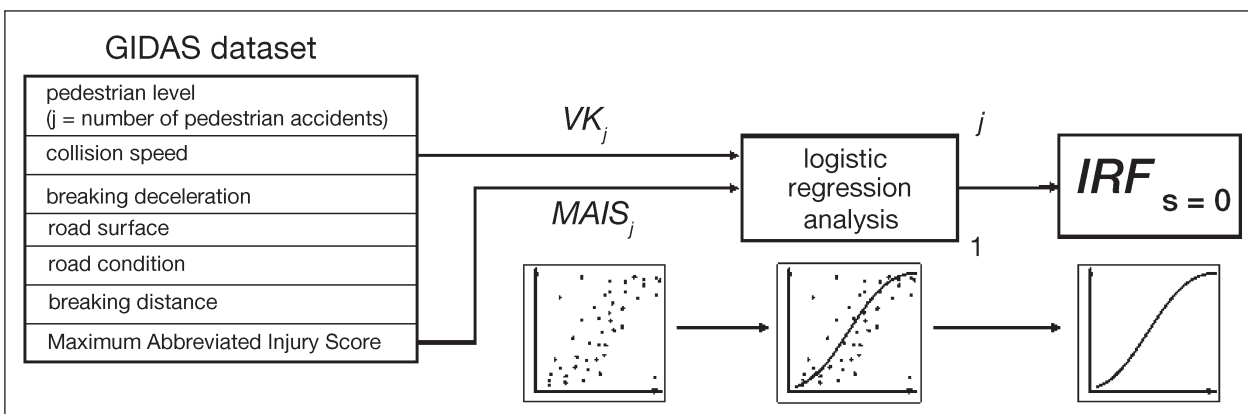 GIDAS dataset
pedestrian level
(j = number of pedestrian accidents)
collision speed
breaking deceleration
road surface
road condition
breaking distance
Maximum Abbreviated Injury Score
VKj
MAISj
logistic
regression
analysis
j
1
IRF s = 0